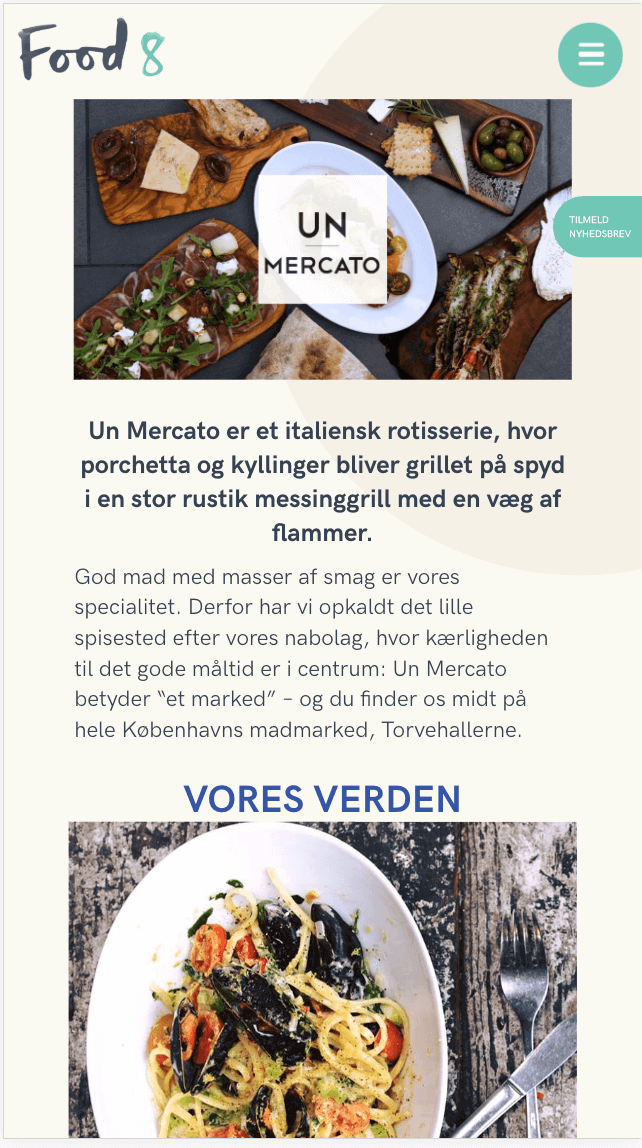 Food 8
UN
MERCATO
TILMELD
NYHEDSBREV
Un Mercato er et italiensk rotisserie, hvor
porchetta og kyllinger bliver grillet på spyd
i en stor rustik messinggrill med en væg af
flammer.
God mad med masser af smag er vores
specialitet. Derfor har vi opkaldt det lille
spisested efter vores nabolag, hvor kærligheden
til det gode måltid er i centrum: Un Mercato
betyder “et marked” – og du finder os midt på
hele Københavns madmarked, Torvehallerne.
VORES VERDEN